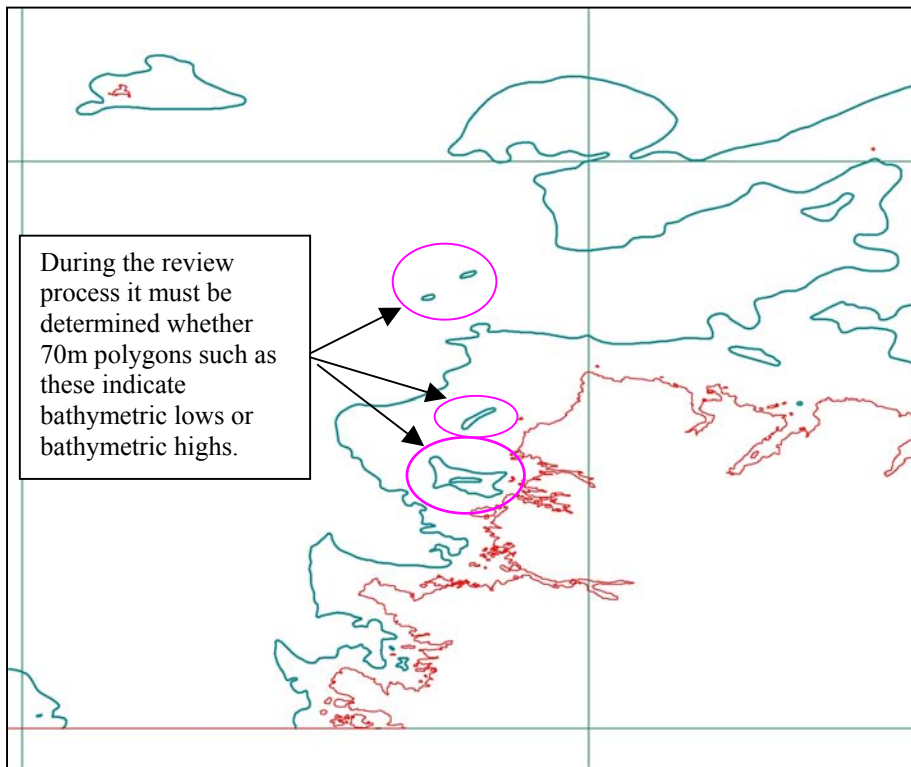 During the review
process it must be
determined whether
70m polygons such as
these indicate
bathymetric lows or
bathymetric highs.